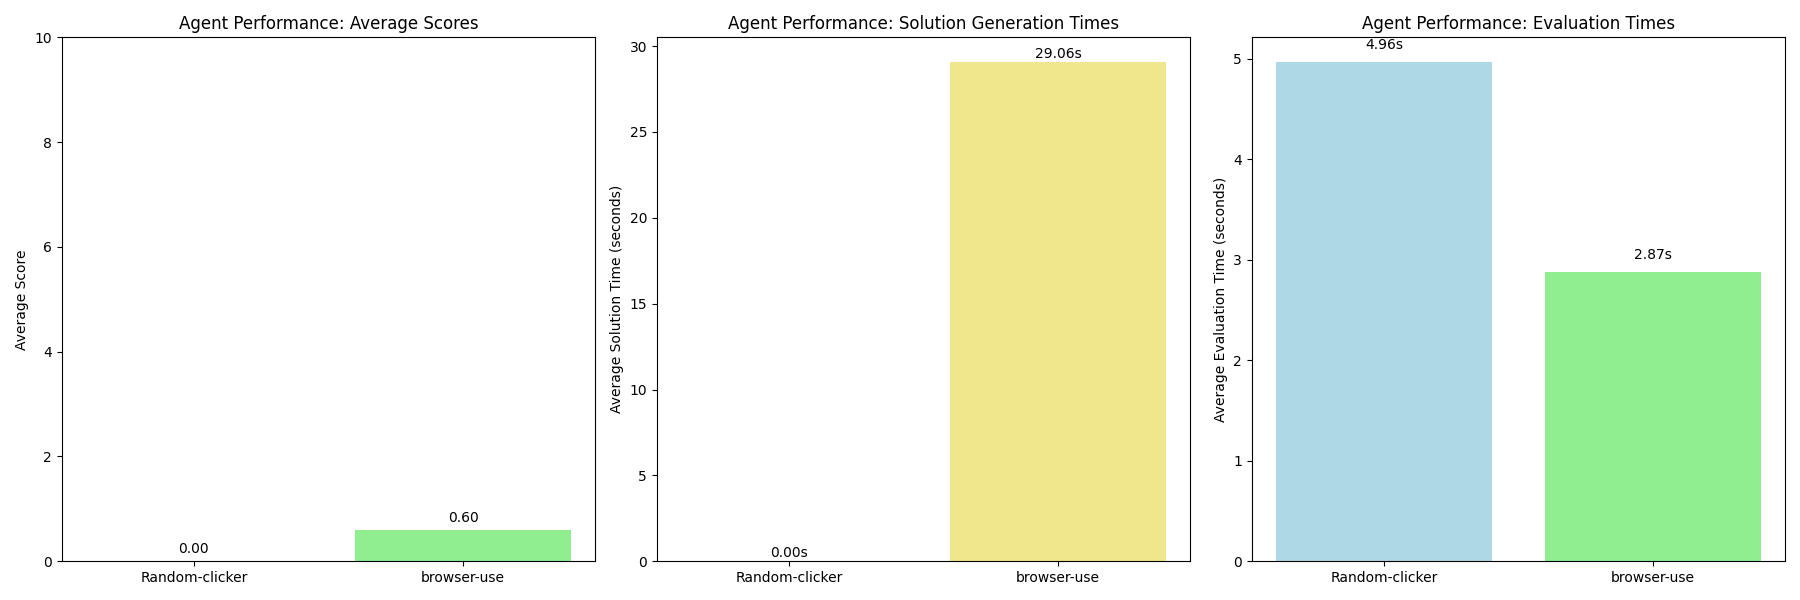 Agent Performance: Average Scores
Average Score
10
8
6
4
2
0
0.00
0.60
Random-clicker
browser-use
Agent Performance: Solution Generation Times
Average Solution Time (seconds)
30
25
20
15
10
5
0
0.00s
29.06s
Random-clicker
browser-use
Agent Performance: Evaluation Times
Average Evaluation Time (seconds)
5
4
3
2
1
0
4.96s
2.87s
Random-clicker
browser-use